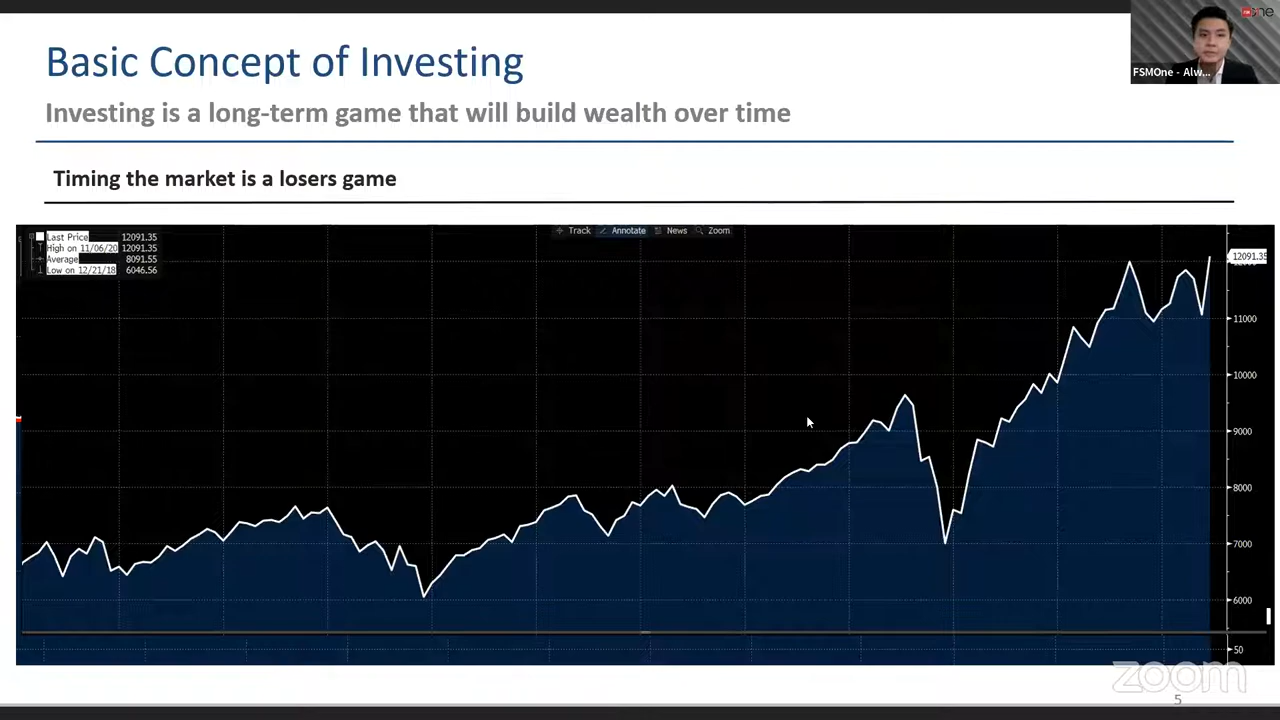 Basic Concept of Investing
one
FSMOne - Alw...
Investing is a long-term game that will build wealth over time
Timing the market is a losers game
Last Price 12091.35
High on 11/06/20 12091.35
Average 8091.55
Low on 12/21/18 6046.56
Track Annotate News Zoom
12091.35
11000
10000
9000
8000
7000
6000
50
zoom
5